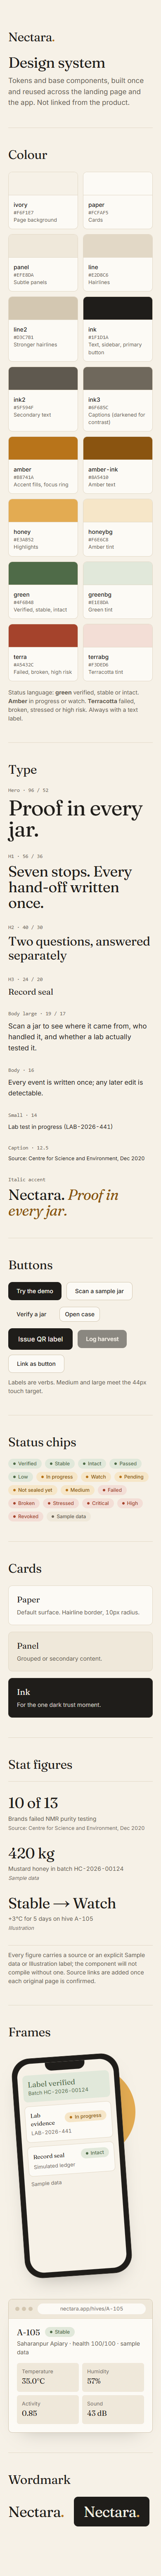 Nectara.
Design system
Tokens and base components, built once
and reused across the landing page and
the app. Not linked from the product.
Colour
ivory
#F6F1E7
Page background
paper
#FCFAF5
Cards
panel
#EFE8DA
Subtle panels
line
#E2D8C6
Hairlines
line2
#D3C7B1
Stronger hairlines
ink
#1F1D1A
Text, sidebar, primary
button
ink2
#5F594F
Secondary text
ink3
Captions (darkened for
contrast)
amber
#B8741A
Accent fills, focus ring
amber-ink
#8A5410
Amber text
honey
#E3A852
Highlights
honeybg
#F6E6C8
Amber tint
green
#4F6B48
Verified, stable, intact
greenbg
#E1E8DA
Green tint
terra
#A5432C
Failed, broken, high risk
terrabg
#F3DED6
Terracotta tint
Status language: green verified, stable or intact.
Amber in progress or watch. Terracotta failed,
broken, stressed or high risk. Always with a text
label.
Type
Hero · 96 / 52
Proof in every
jar.
H1 · 56 / 36
Seven stops. Every
hand-off written
once.
H2 · 40 / 30
Two questions, answered
separately
H3 · 24 / 20
Record seal
Body large · 19 / 17
Scan a jar to see where it came from, who
handled it, and whether a lab actually
tested it.
Body · 16
Every event is written once; any later edit is
detectable.
Small · 14
Lab test in progress (LAB-2026-441)
Caption · 12.5
Source: Centre for Science and Environment, Dec 2020
Italic accent
Nectara. Proof in
every jar.
Buttons
Try the demo
Scan a sample jar
Verify a jar
Open case
Issue QR label
Log harvest
Link as button
Labels are verbs. Medium and large meet the 44px
touch target.
Status chips
Verified
Stable
Intact
Passed
Low
In progress
Watch
Pending
Not sealed yet
Medium
Failed
Broken
Stressed
Critical
High
Revoked
Sample data
Cards
Paper
Default surface. Hairline border, 10px radius.
Panel
Grouped or secondary content.
Ink
For the one dark trust moment.
Stat figures
10 of 13
Brands failed NMR purity testing
Source: Centre for Science and Environment, Dec 2020
420 kg
Mustard honey in batch HC-2026-00124
Sample data
Stable → Watch
+3°C for 5 days on hive A-105
Illustration
Every figure carries a source or an explicit Sample
data or Illustration label; the component will not
compile without one. Source links are added once
each original page is confirmed.
Frames
Label verified
Batch HC-2026-00124
Lab
evidence
In progress
LAB-2026-441
Record seal
Intact
Simulated ledger
Sample data
nectara.app/hives/A-105
A-105
Stable
Saharanpur Apiary · health 100/100 · sample
data
Temperature
35.0°C
Humidity
57%
Activity
0.85
Sound
43 dB
Wordmark
Nectara.
Nectara.